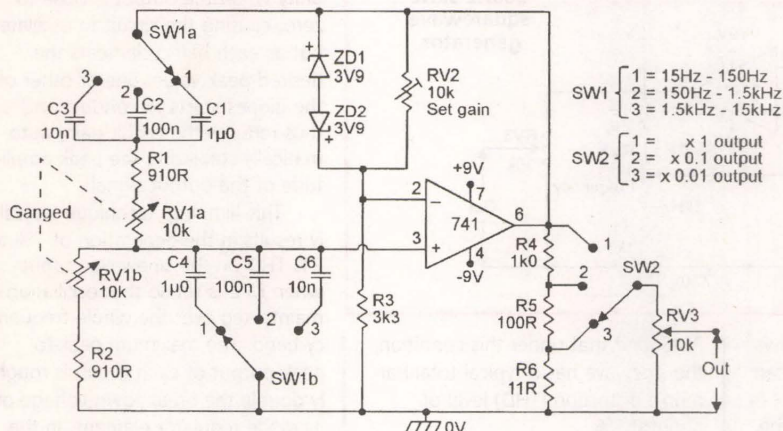 SW1a
3
2
1
C3
10n
C2
100n
C1
1µ0
R1
910R
Ganged
RV1a
10k
RV1b
10k
R2
910R
C4
1µ0
C5
100n
C6
10n
1
2
3
SW1b
ZD1
3V9
ZD2
3V9
RV2
10k
Set gain
R3
3k3
2
3
+9V
7
741
6
4
-9V
0V
R4
1k0
R5
100R
R6
11R
1
2
3
SW2
RV3
10k
Out
SW1
1 = 15Hz - 150Hz
2 = 150Hz - 1.5kHz
3 = 1.5kHz - 15kHz
SW2
1 = x 1 output
2 = x 0.1 output
3 = x 0.01 output